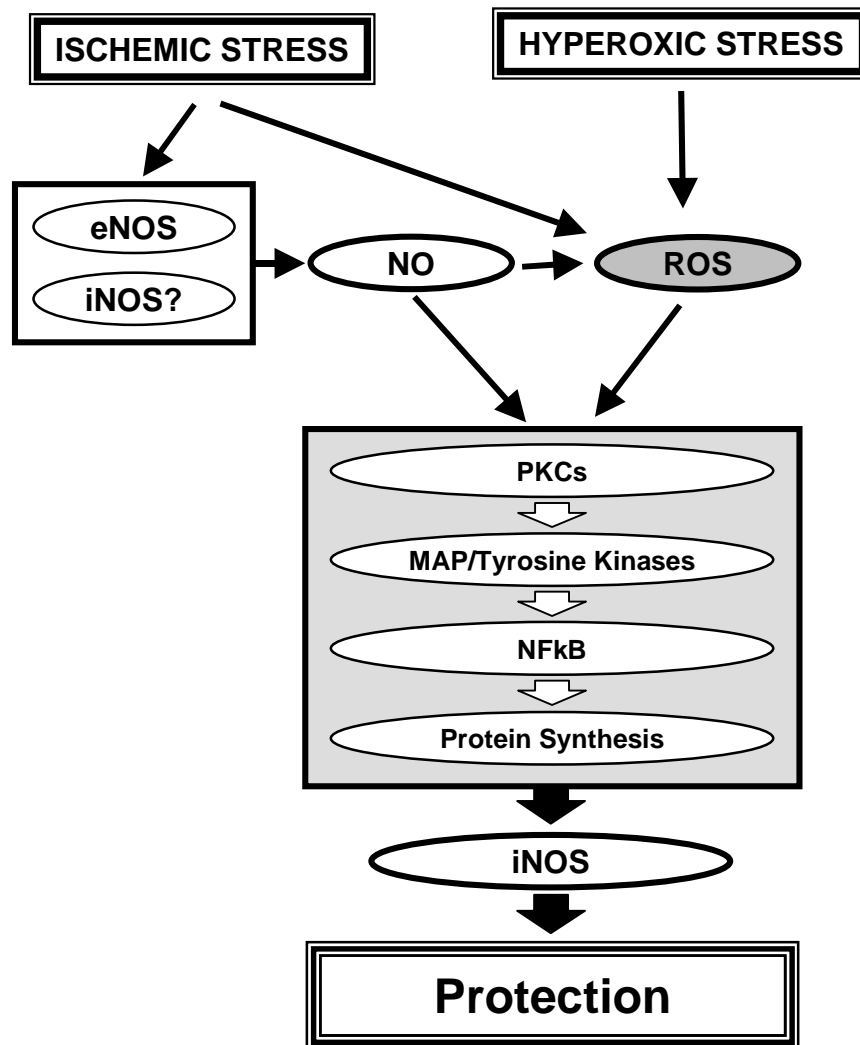 ISCHEMIC STRESS
HYPEROXIC STRESS
eNOS
iNOS?
NO
ROS
PKCs
MAP/Tyrosine Kinases
NFkB
Protein Synthesis
iNOS
Protection